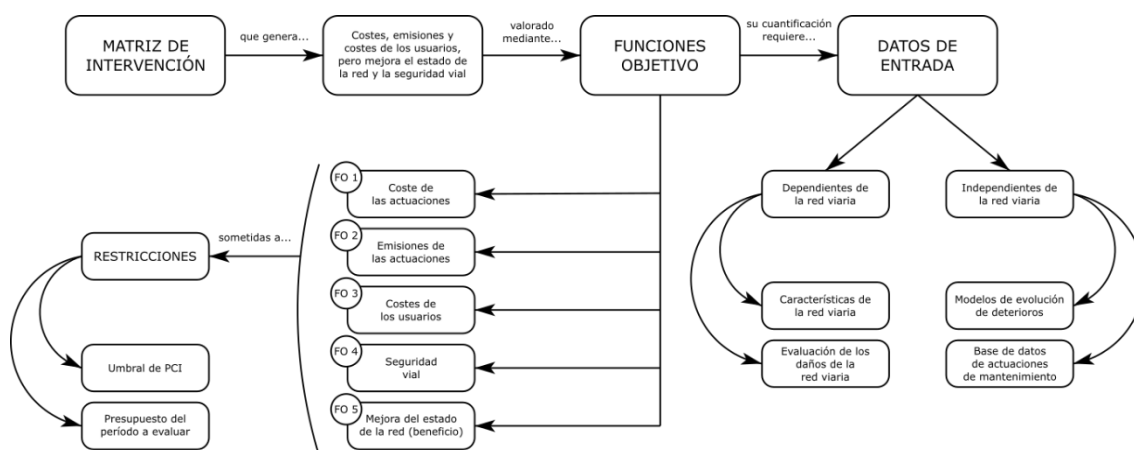 MATRIZ DE
INTERVENCIÓN
que genera...
Costes, emisiones y
costes de los usuarios,
pero mejora el estado de
la red y la seguridad vial
valorado
mediante...
FUNCIONES
OBJETIVO
su cuantificación
requiere...
DATOS DE
ENTRADA
FO 1
Coste de
las actuaciones
FO 2
Emisiones de
las actuaciones
FO 3
Costes de
los usuarios
FO 4
Seguridad
vial
FO 5
Mejora del estado
de la red (beneficio)
sometidas a...
RESTRICCIONES
Umbral de PCI
Presupuesto del
período a evaluar
Dependientes de
la red viaria
Independientes de
la red viaria
Características de
la red viaria
Evaluación de los
daños de la
red viaria
Modelos de evolución
de deterioros
Base de datos
de actuaciones
de mantenimiento